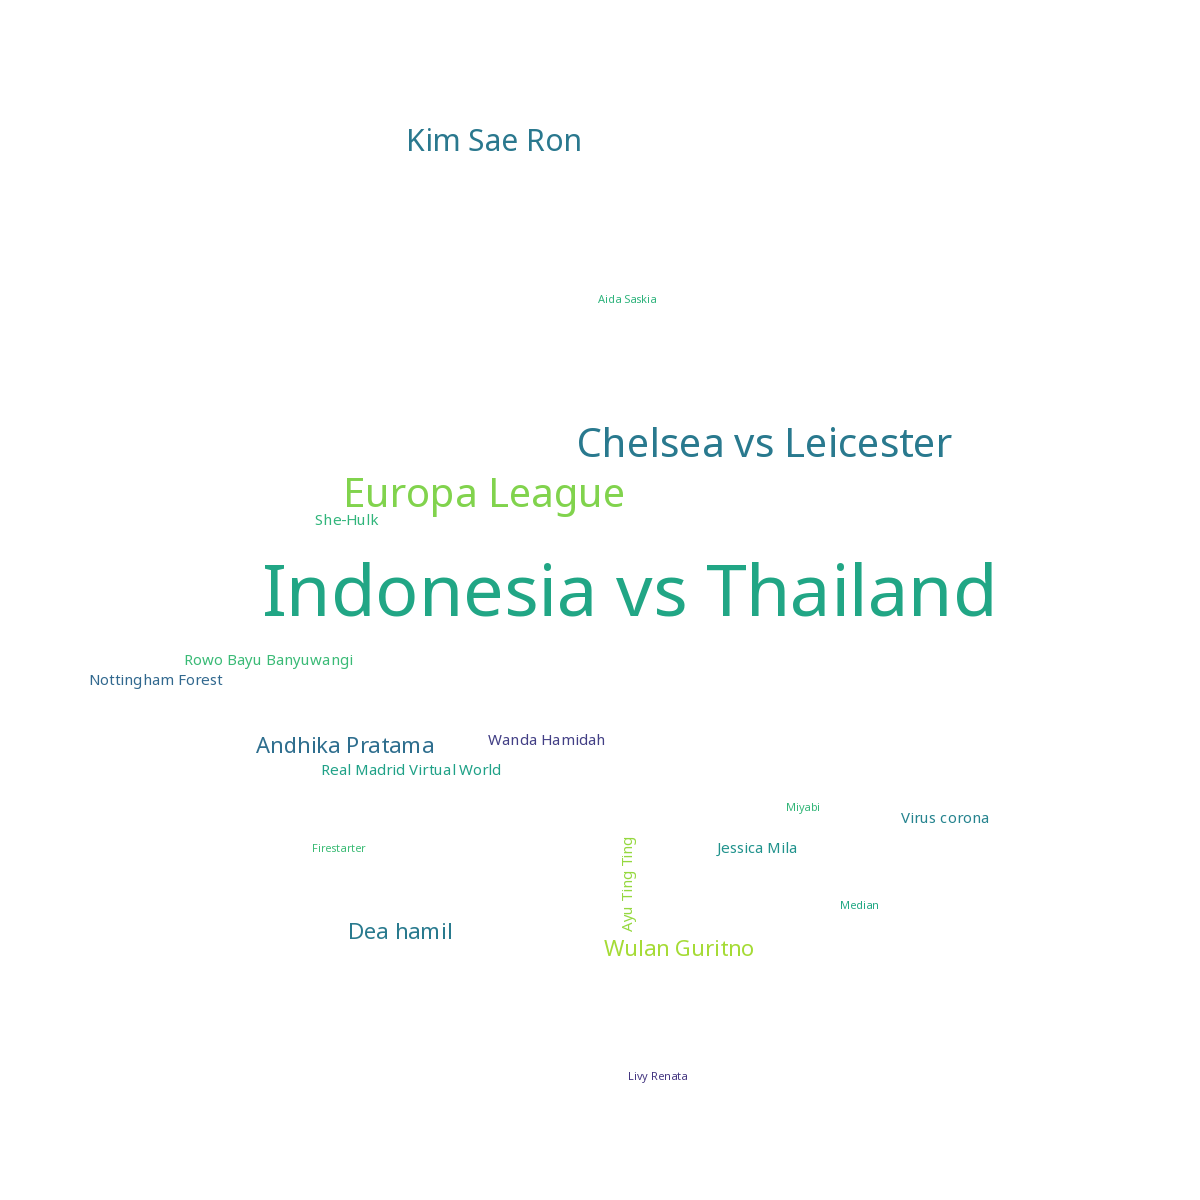 Kim Sae Ron
Aida Saskia
Chelsea vs Leicester
Europa League
She-Hulk
Indonesia vs Thailand
Rowo Bayu Banyuwangi
Nottingham Forest
Andhika Pratama
Wanda Hamidah
Real Madrid Virtual World
Miyabi
Virus corona
Firestarter
Jessica Mila
Ayu Ting Ting
Median
Dea hamil
Wulan Guritno
Livy Renata